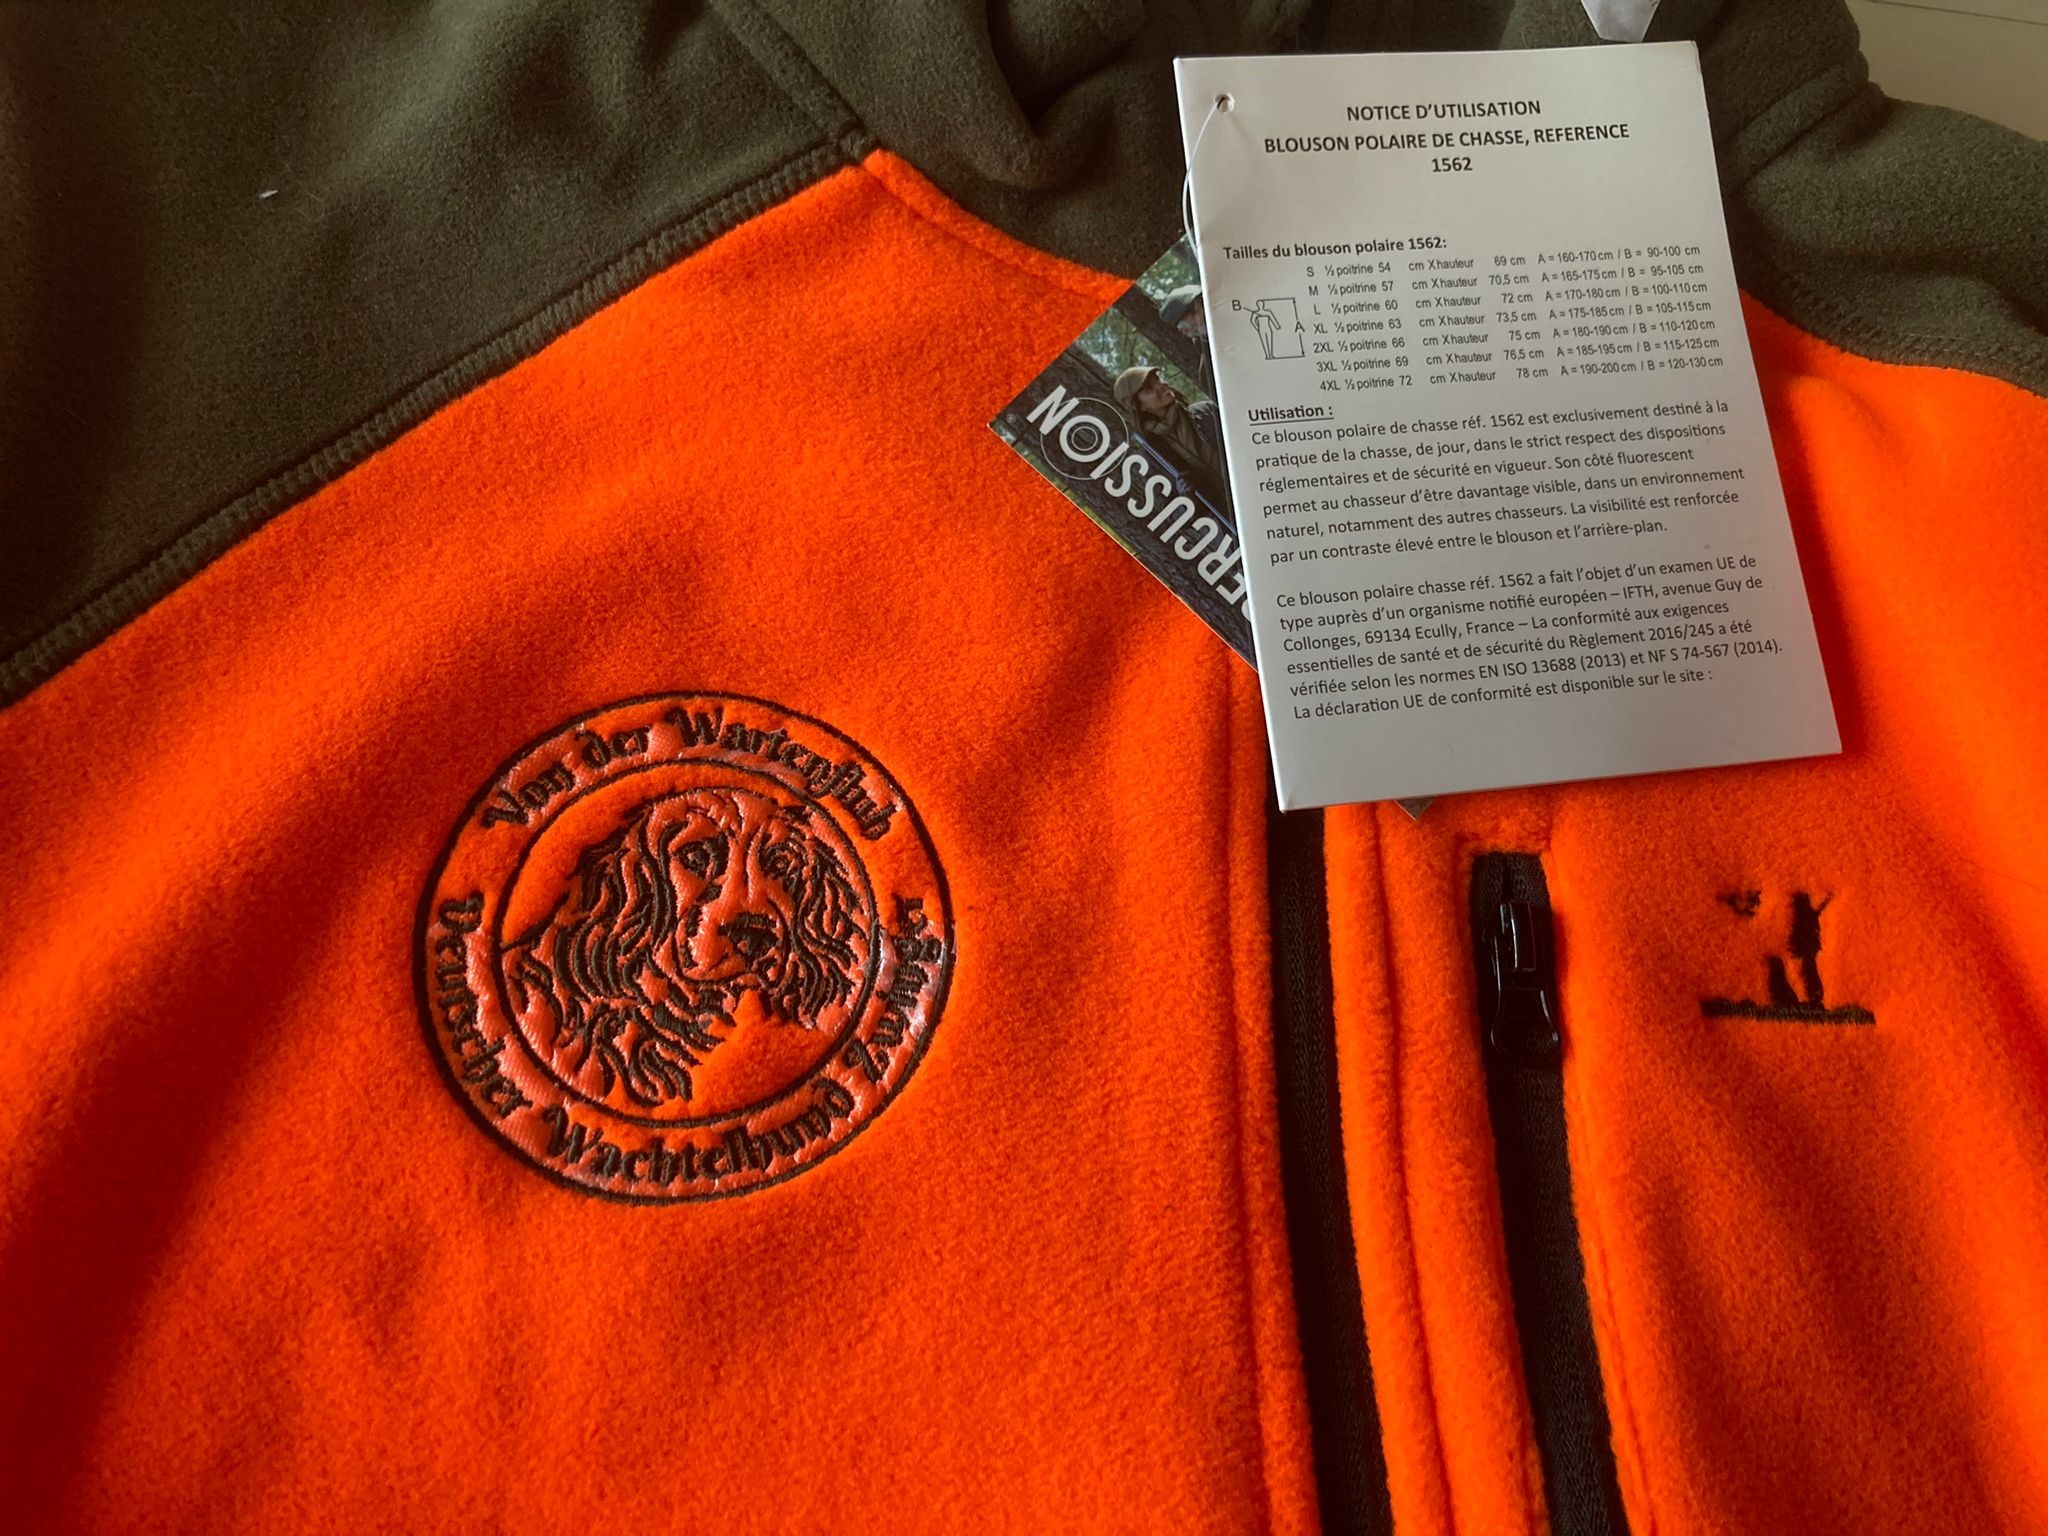 NOTICE D'UTILISATION
BLOUSON POLAIRE DE CHASSE, REFERENCE
1562
Tailles du blouson polaire 1562:
S ½ poitrine 54 cm X hauteur 69 cm A = 160-170 cm / B = 90-100 cm
M ½ poitrine 57 cm X hauteur 70,5 cm A = 165-175 cm / B = 95-105 cm
L ½ poitrine 60 cm X hauteur 72 cm A = 170-180 cm / B = 100-110 cm
XL ½ poitrine 63 cm X hauteur 73,5 cm A = 175-185 cm / B = 105-115 cm
2XL ½ poitrine 66 cm X hauteur 75 cm A = 180-190 cm / B = 110-120 cm
3XL ½ poitrine 69 cm X hauteur 76,5 cm A = 185-195 cm / B = 115-125 cm
4XL ½ poitrine 72 cm X hauteur 78 cm A = 190-200 cm / B = 120-130 cm
B
A
Utilisation :
Ce blouson polaire de chasse réf. 1562 est exclusivement destiné à la
pratique de la chasse, de jour, dans le strict respect des dispositions
réglementaires et de sécurité en vigueur. Son côté fluorescent
permet au chasseur d'être davantage visible, dans un environnement
naturel, notamment des autres chasseurs. La visibilité est renforcée
par un contraste élevé entre le blouson et l'arrière-plan.
Ce blouson polaire chasse réf. 1562 a fait l'objet d'un examen UE de
type auprès d'un organisme notifié européen – IFTH, avenue Guy de
Collonges, 69134 Ecully, France – La conformité aux exigences
essentielles de santé et de sécurité du Règlement 2016/245 a été
vérifiée selon les normes EN ISO 13688 (2013) et NF S 74-567 (2014).
La déclaration UE de conformité est disponible sur le site :
PERCUSSION
Von der Wartenfluh
Deutscher Wachtelhund Zwinger